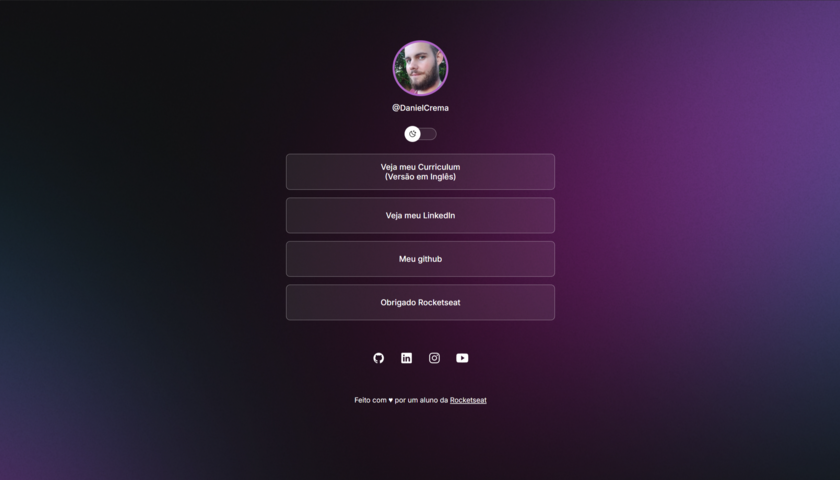 @DanielCrema
Veja meu Curriculum
(Versão em Inglês)
Veja meu LinkedIn
Meu github
Obrigado Rocketseat
Feito com ♥ por um aluno da Rocketseat